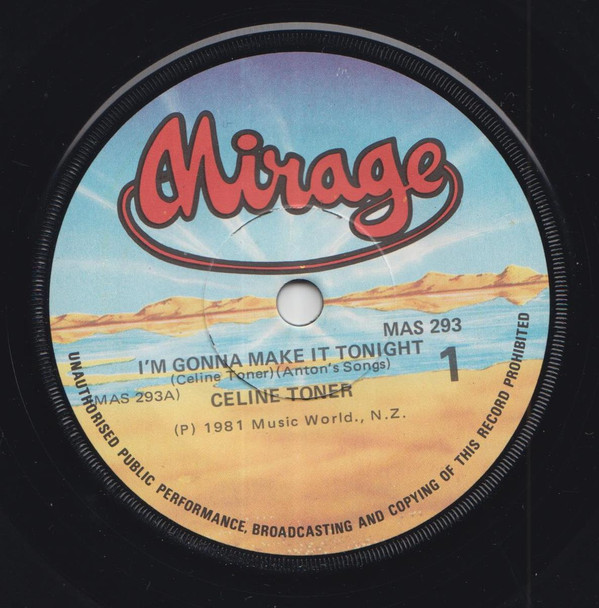 Mirage
MAS 293
I'M GONNA MAKE IT TONIGHT
1
(Celine Toner)(Anton's Songs)
(MAS 293A)
CELINE TONER
(P) 1981 Music World., N.Z.
UNAUTHORISED PUBLIC PERFORMANCE, BROADCASTING AND COPYING OF THIS RECORD PROHIBITED